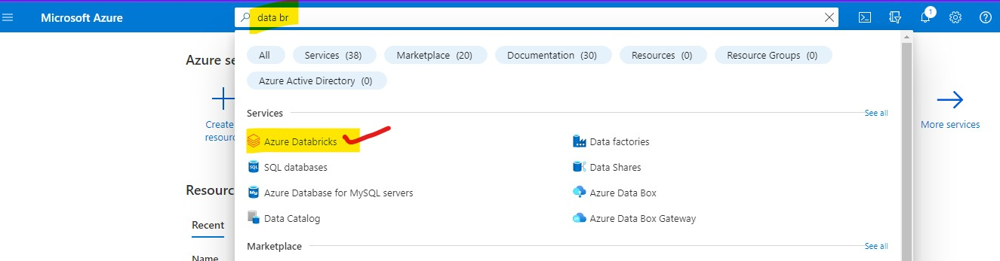 Microsoft Azure
data br
1
All
Services (38)
Marketplace (20)
Documentation (30)
Resources (0)
Resource Groups (0)
Azure Active Directory (0)
Azure se
Create
resourc
More services
Services
See all
Azure Databricks
Data factories
SQL databases
Data Shares
Azure Database for MySQL servers
Azure Data Box
Data Catalog
Azure Data Box Gateway
Resourc
Recent
Name
Marketplace
See all